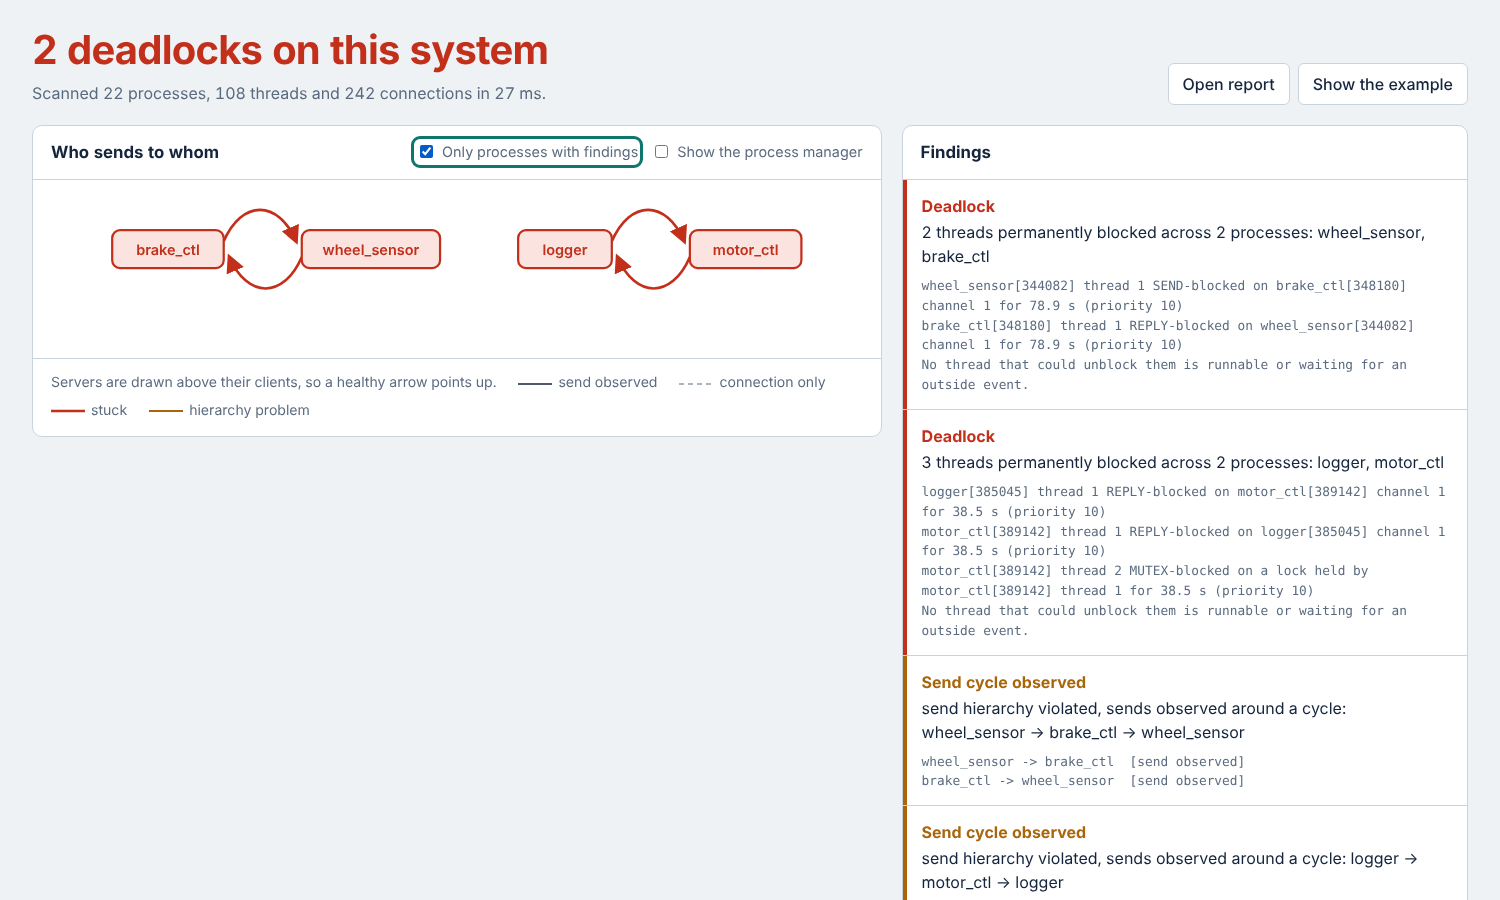 2 deadlocks on this system
Scanned 22 processes, 108 threads and 242 connections in 27 ms.
Open report
Show the example
Who sends to whom
Only processes with findings
Show the process manager
brake_ctl
wheel_sensor
logger
motor_ctl
Servers are drawn above their clients, so a healthy arrow points up.
send observed
connection only
stuck
hierarchy problem
Findings
Deadlock
2 threads permanently blocked across 2 processes: wheel_sensor,
brake_ctl
wheel_sensor[344082] thread 1 SEND-blocked on brake_ctl[348180]
channel 1 for 78.9 s (priority 10)
brake_ctl[348180] thread 1 REPLY-blocked on wheel_sensor[344082]
channel 1 for 78.9 s (priority 10)
No thread that could unblock them is runnable or waiting for an
outside event.
Deadlock
3 threads permanently blocked across 2 processes: logger, motor_ctl
logger[385045] thread 1 REPLY-blocked on motor_ctl[389142] channel 1
for 38.5 s (priority 10)
motor_ctl[389142] thread 1 REPLY-blocked on logger[385045] channel 1
for 38.5 s (priority 10)
motor_ctl[389142] thread 2 MUTEX-blocked on a lock held by
motor_ctl[389142] thread 1 for 38.5 s (priority 10)
No thread that could unblock them is runnable or waiting for an
outside event.
Send cycle observed
send hierarchy violated, sends observed around a cycle:
wheel_sensor → brake_ctl → wheel_sensor
wheel_sensor -> brake_ctl  [send observed]
brake_ctl -> wheel_sensor  [send observed]
Send cycle observed
send hierarchy violated, sends observed around a cycle: logger →
motor_ctl → logger